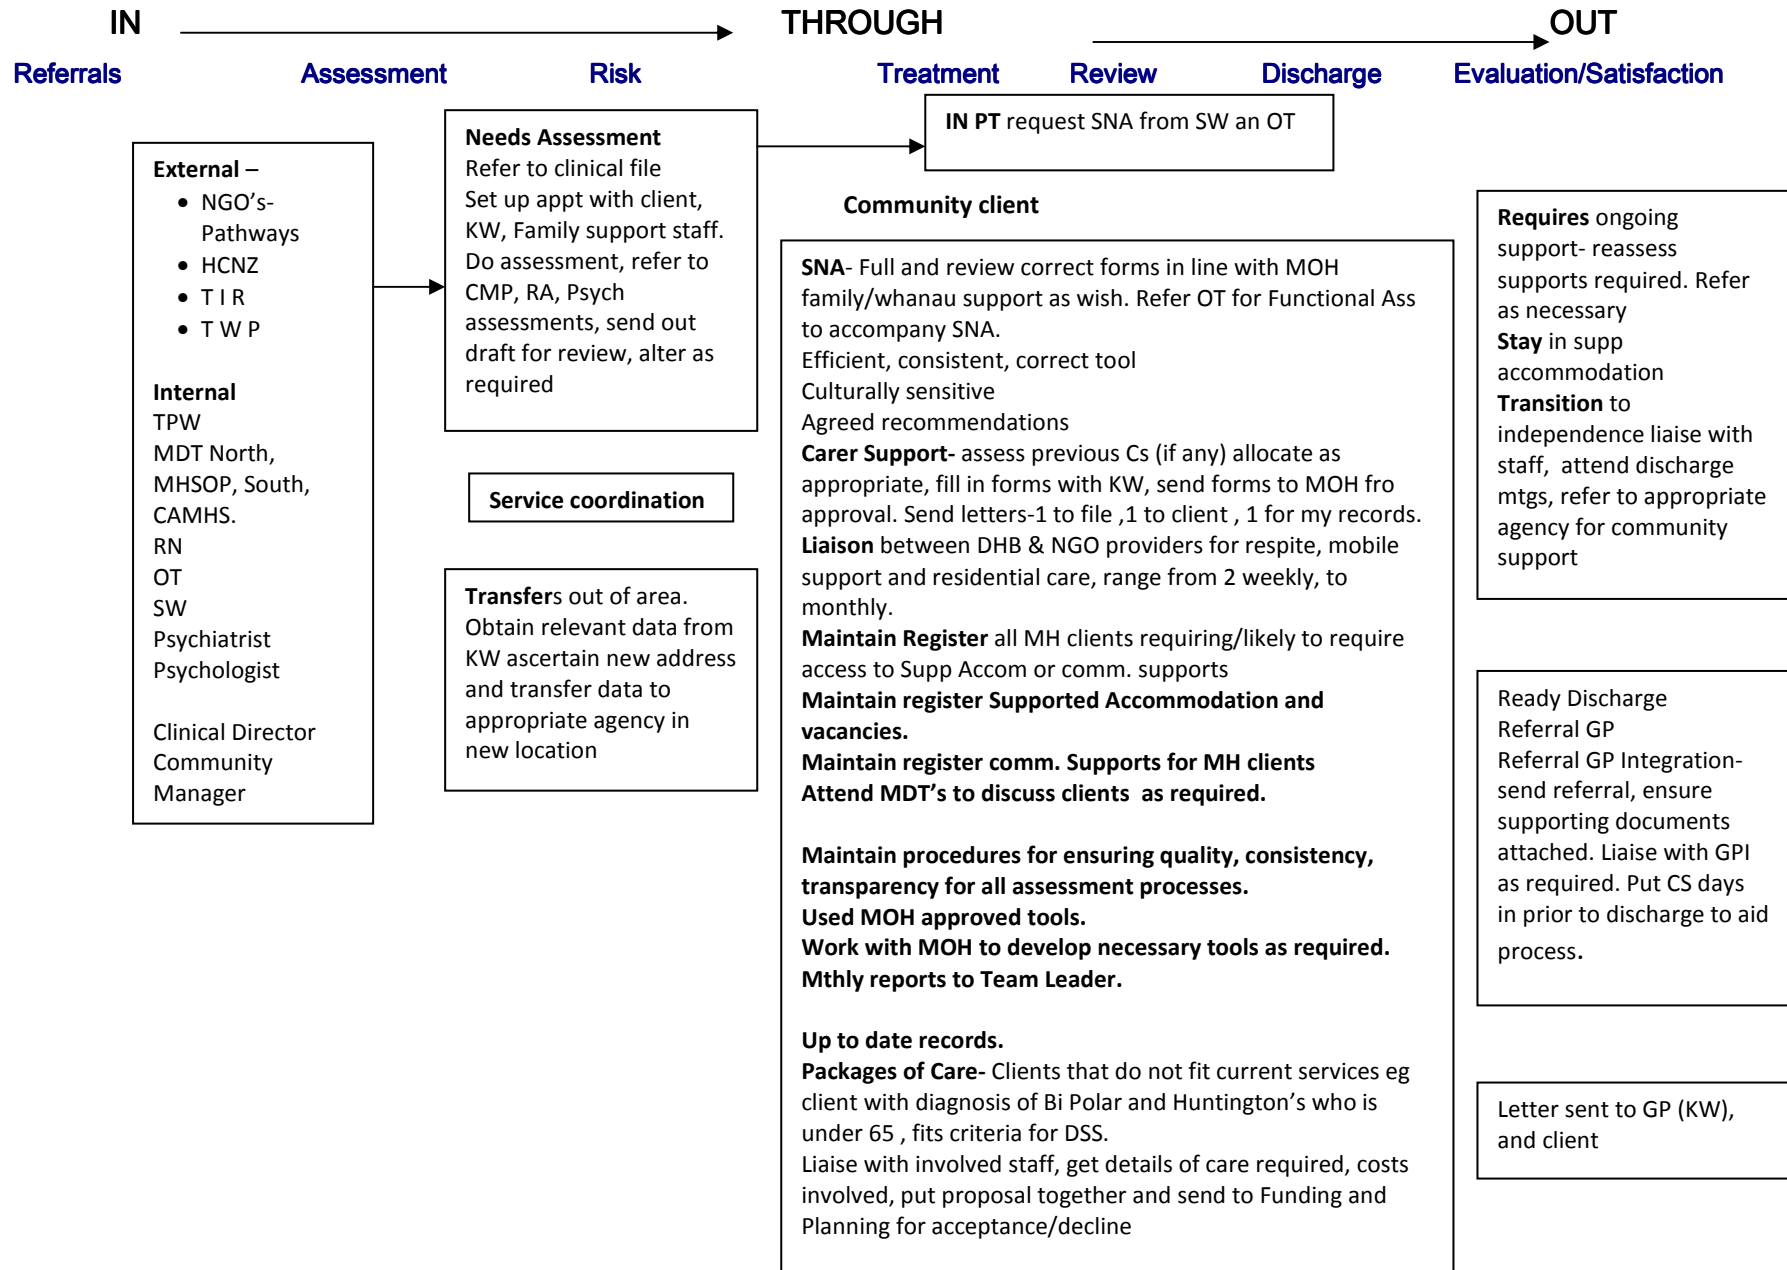 IN THROUGH OUT
Referrals Assessment Risk Treatment Review Discharge Evaluation/Satisfaction
External –
• NGO's-
Pathways
• HCNZ
• T I R
• T W P
Internal
TPW
MDT North,
MHSOP, South,
CAMHS.
RN
OT
SW
Psychiatrist
Psychologist
Clinical Director
Community
Manager
Needs Assessment
Refer to clinical file
Set up appt with client,
KW, Family support staff.
Do assessment, refer to
CMP, RA, Psych
assessments, send out
draft for review, alter as
required
Service coordination
Transfers out of area.
Obtain relevant data from
KW ascertain new address
and transfer data to
appropriate agency in
new location
IN PT request SNA from SW an OT
Community client
SNA- Full and review correct forms in line with MOH
family/whanau support as wish. Refer OT for Functional Ass
to accompany SNA.
Efficient, consistent, correct tool
Culturally sensitive
Agreed recommendations
Carer Support- assess previous Cs (if any) allocate as
appropriate, fill in forms with KW, send forms to MOH fro
approval. Send letters-1 to file ,1 to client , 1 for my records.
Liaison between DHB & NGO providers for respite, mobile
support and residential care, range from 2 weekly, to
monthly.
Maintain Register all MH clients requiring/likely to require
access to Supp Accom or comm. supports
Maintain register Supported Accommodation and
vacancies.
Maintain register comm. Supports for MH clients
Attend MDT's to discuss clients as required.
Maintain procedures for ensuring quality, consistency,
transparency for all assessment processes.
Used MOH approved tools.
Work with MOH to develop necessary tools as required.
Mthly reports to Team Leader.
Up to date records.
Packages of Care- Clients that do not fit current services eg
client with diagnosis of Bi Polar and Huntington's who is
under 65 , fits criteria for DSS.
Liaise with involved staff, get details of care required, costs
involved, put proposal together and send to Funding and
Planning for acceptance/decline
Requires ongoing
support- reassess
supports required. Refer
as necessary
Stay in supp
accommodation
Transition to
independence liaise with
staff, attend discharge
mtgs, refer to appropriate
agency for community
support
Ready Discharge
Referral GP
Referral GP Integration-
send referral, ensure
supporting documents
attached. Liaise with GPI
as required. Put CS days
in prior to discharge to aid
process.
Letter sent to GP (KW),
and client